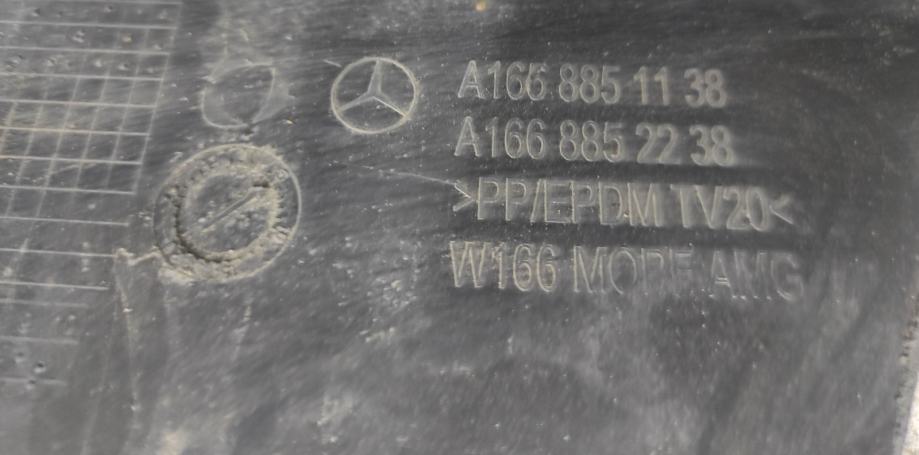 A166 885 11 38
A166 885 22 38
>PP/EPDM TV20<
W166 MOPF AMG